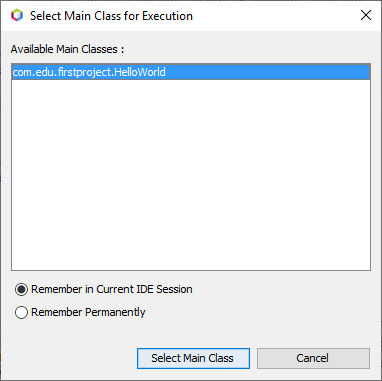 Select Main Class for Execution
Available Main Classes :
com.edu.firstproject.HelloWorld
Remember in Current IDE Session
Remember Permanently
Select Main Class
Cancel